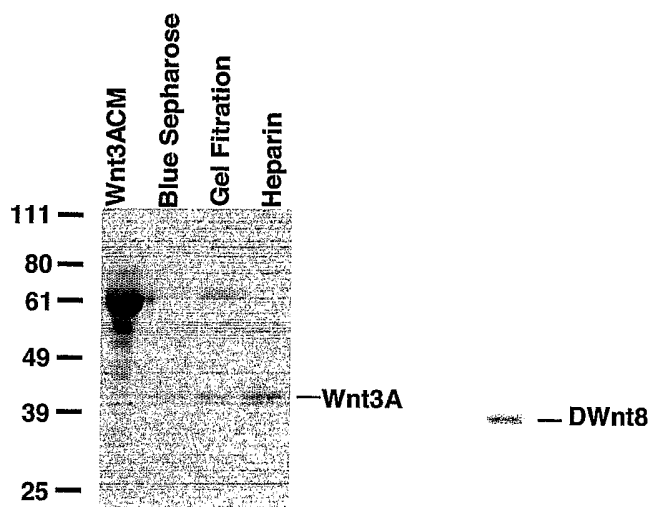 Wnt3ACM
Blue Sepharose
Gel Fitration
Heparin
111
80
61
49
39
25
Wnt3A
DWnt8